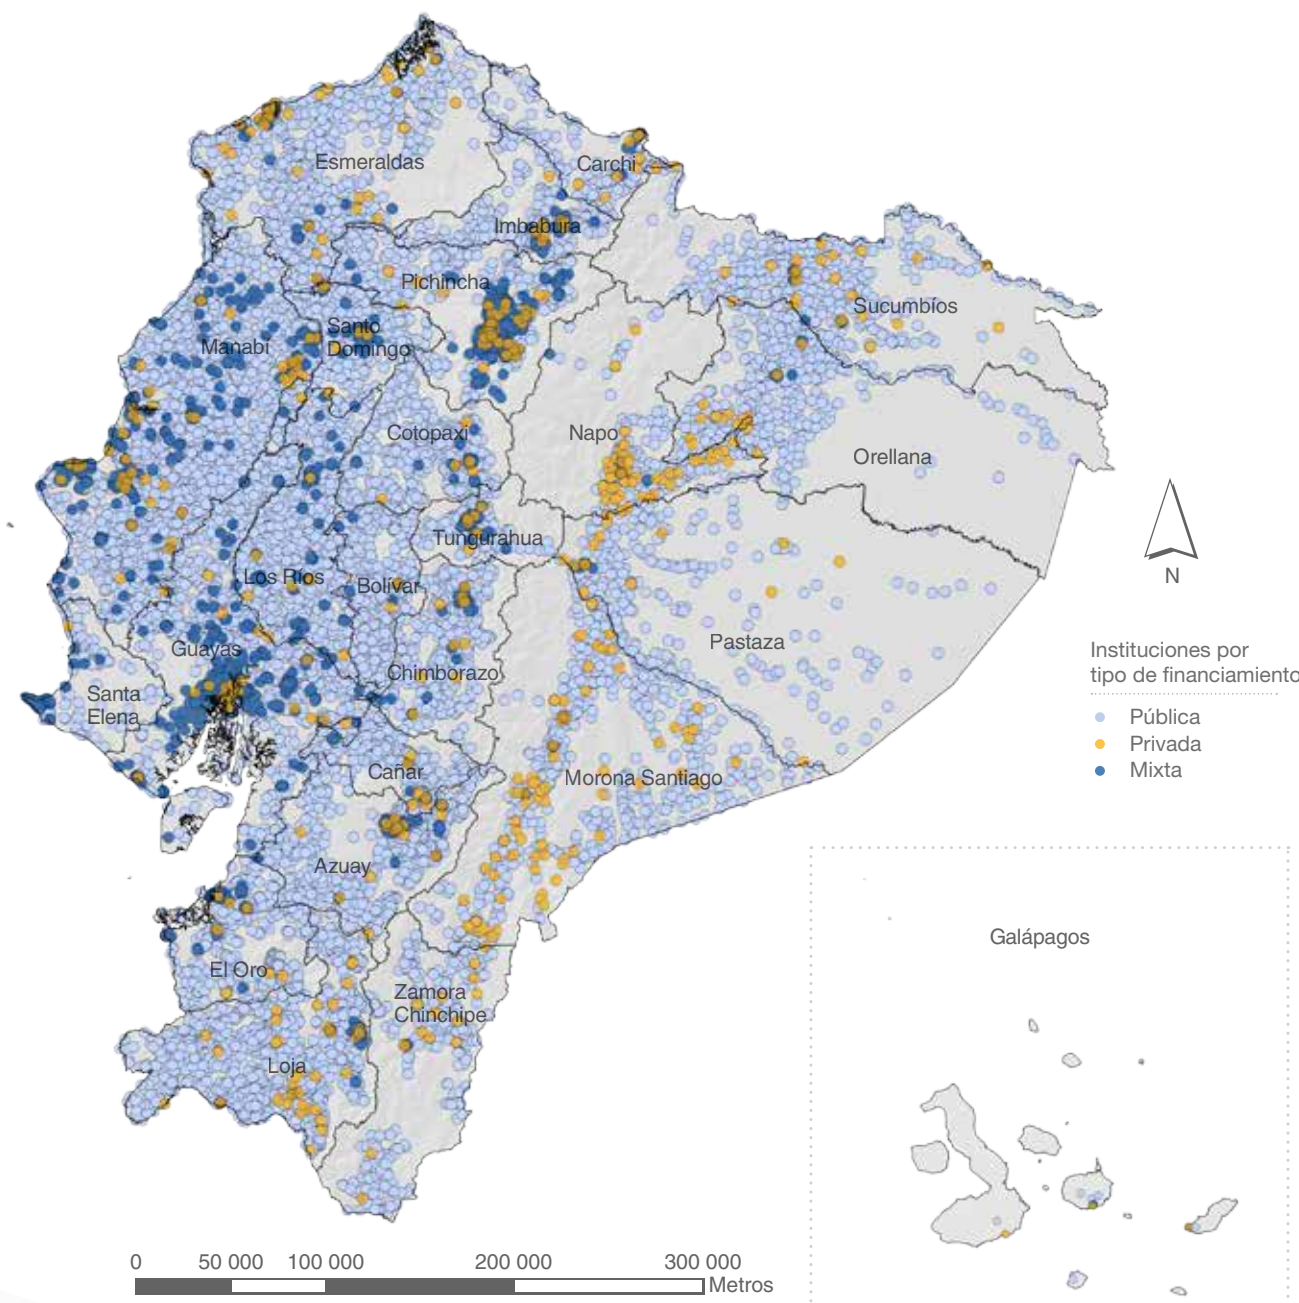 Esmeraldas
Carchi
Imbabura
Pichincha
Sucumbíos
Santo
Domingo
Manabí
Cotopaxi
Napo
Orellana
Tungurahua
N
Los Ríos
Bolívar
Pastaza
Guayas
Chimborazo
Santa
Elena
Instituciones por
tipo de financiamiento
Pública
Privada
Mixta
Cañar
Morona Santiago
Azuay
Galápagos
El Oro
Zamora
Chinchipe
Loja
0 50 000 100 000 200 000 300 000
Metros